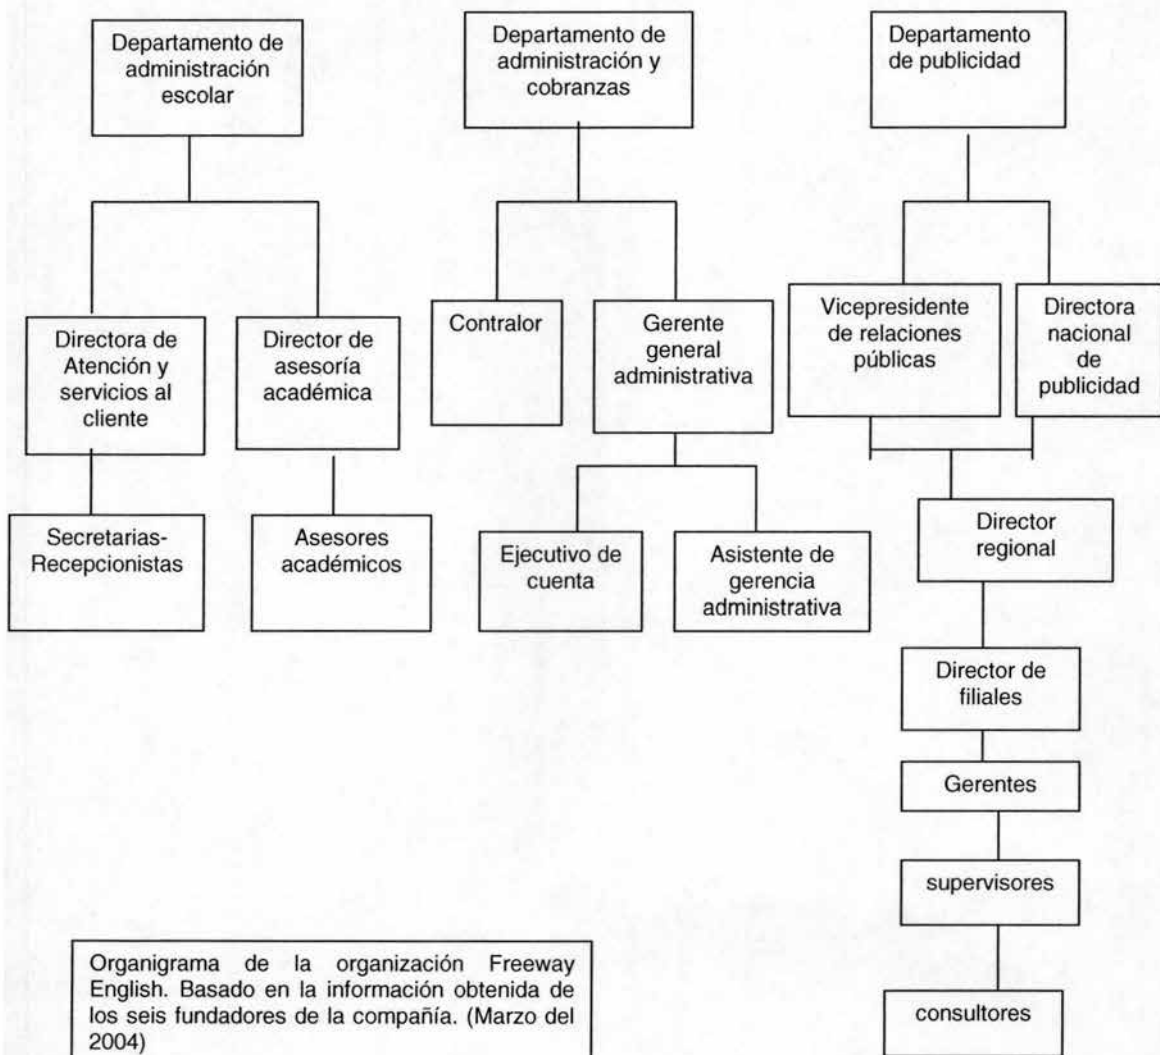 Departamento de
administración
escolar
Departamento de
administración y
cobranzas
Departamento
de publicidad
Directora de
Atención y
servicios al
cliente
Director de
asesoría
académica
Contralor
Gerente
general
administrativa
Vicepresidente
de relaciones
públicas
Directora
nacional
de
publicidad
Secretarias-
Recepcionistas
Asesores
académicos
Ejecutivo de
cuenta
Asistente de
gerencia
administrativa
Director
regional
Director de
filiales
Gerentes
supervisores
consultores
Organigrama de la organización Freeway
English. Basado en la información obtenida de
los seis fundadores de la compañía. (Marzo del
2004)